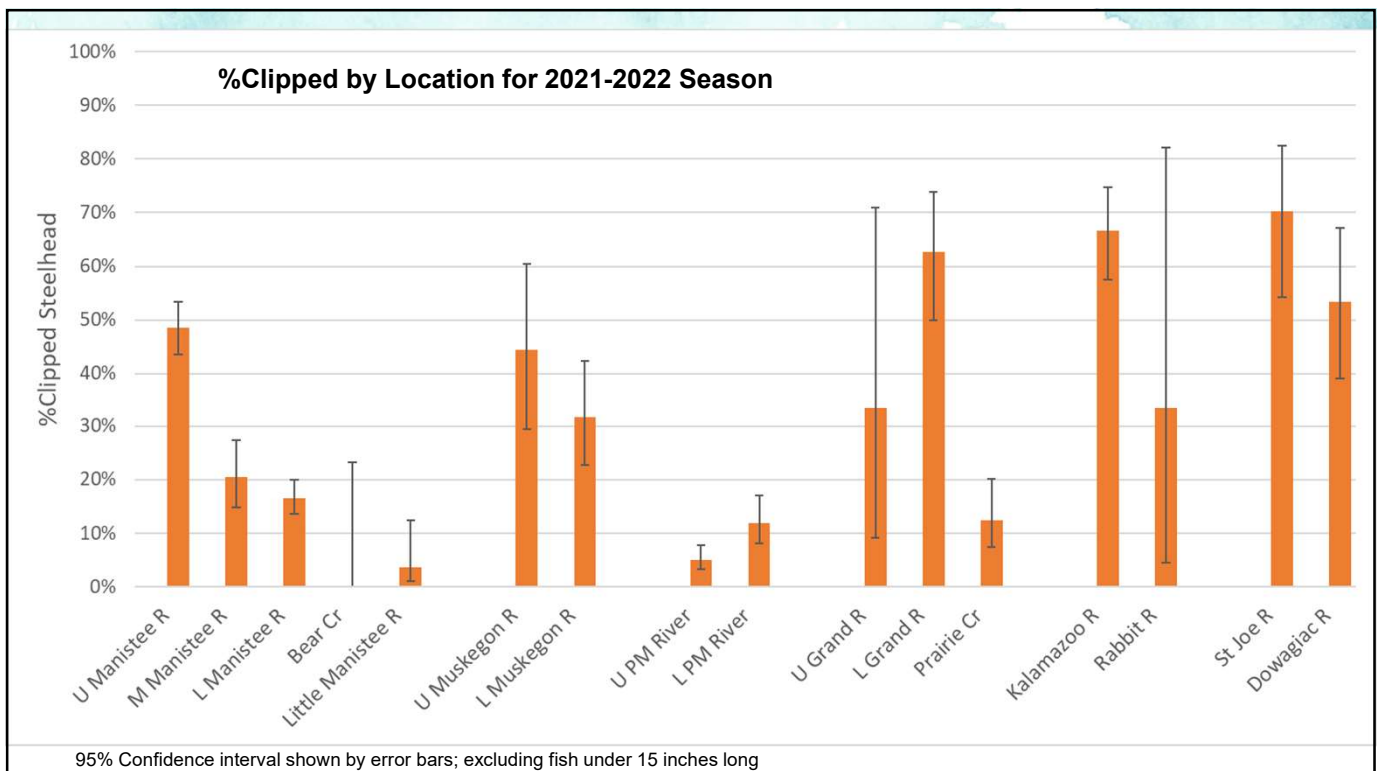 %Clipped by Location for 2021-2022 Season
100%
90%
80%
70%
60%
50%
40%
30%
20%
10%
0%
%Clipped Steelhead
U Manistee R
M Manistee R
L Manistee R
Bear Cr
Little Manistee R
U Muskegon R
L Muskegon R
U PM River
L PM River
U Grand R
L Grand R
Prairie Cr
Kalamazoo R
Rabbit R
St Joe R
Dowagiac R
95% Confidence interval shown by error bars; excluding fish under 15 inches long